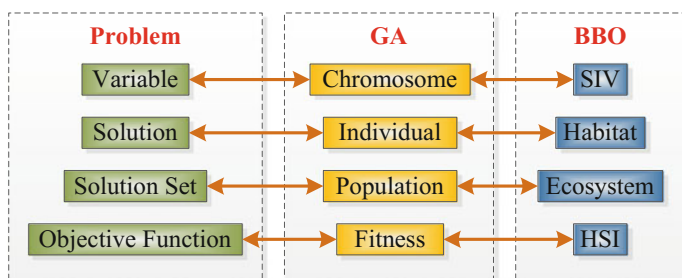 Problem GA BBO
Variable Chromosome SIV
Solution Individual Habitat
Solution Set Population Ecosystem
Objective Function Fitness HSI